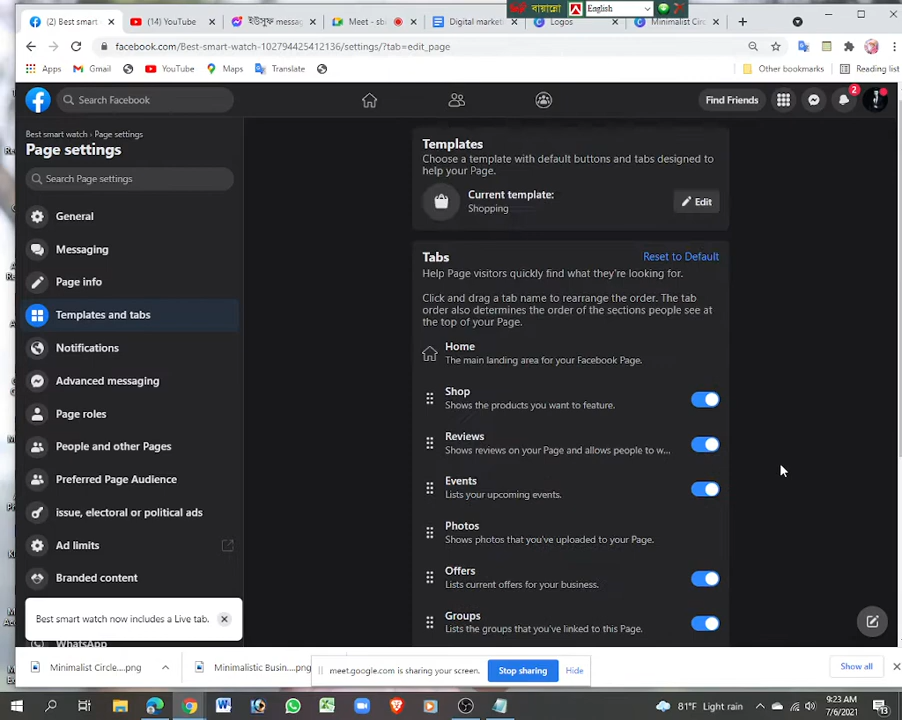 (2) Best smart w
(14) YouTube
ইউসুফ messa
Meet - sb
Digital market
Logos
Minimalist Circ
বায়ান্নো
English
facebook.com/Best-smart-watch-102794425412136/settings/?tab=edit_page
Apps
Gmail
YouTube
Maps
Translate
Other bookmarks
Reading list
Search Facebook
Find Friends
2
Best smart watch › Page settings
Page settings
Search Page settings
General
Messaging
Page info
Templates and tabs
Notifications
Advanced messaging
Page roles
People and other Pages
Preferred Page Audience
issue, electoral or political ads
Ad limits
Branded content
Best smart watch now includes a Live tab.
WhatsApp
Templates
Choose a template with default buttons and tabs designed to
help your Page.
Current template:
Shopping
Edit
Tabs
Reset to Default
Help Page visitors quickly find what they're looking for.
Click and drag a tab name to rearrange the order. The tab
order also determines the order of the sections people see at
the top of your Page.
Home
The main landing area for your Facebook Page.
Shop
Shows the products you want to feature.
Reviews
Shows reviews on your Page and allows people to w...
Events
Lists your upcoming events.
Photos
Shows photos that you've uploaded to your Page.
Offers
Lists current offers for your business.
Groups
Lists the groups that you've linked to this Page.
Minimalist Circle....png
Minimalistic Busin....png
meet.google.com is sharing your screen.
Stop sharing
Hide
Show all
81°F Light rain
9:23 AM
7/6/2021
13